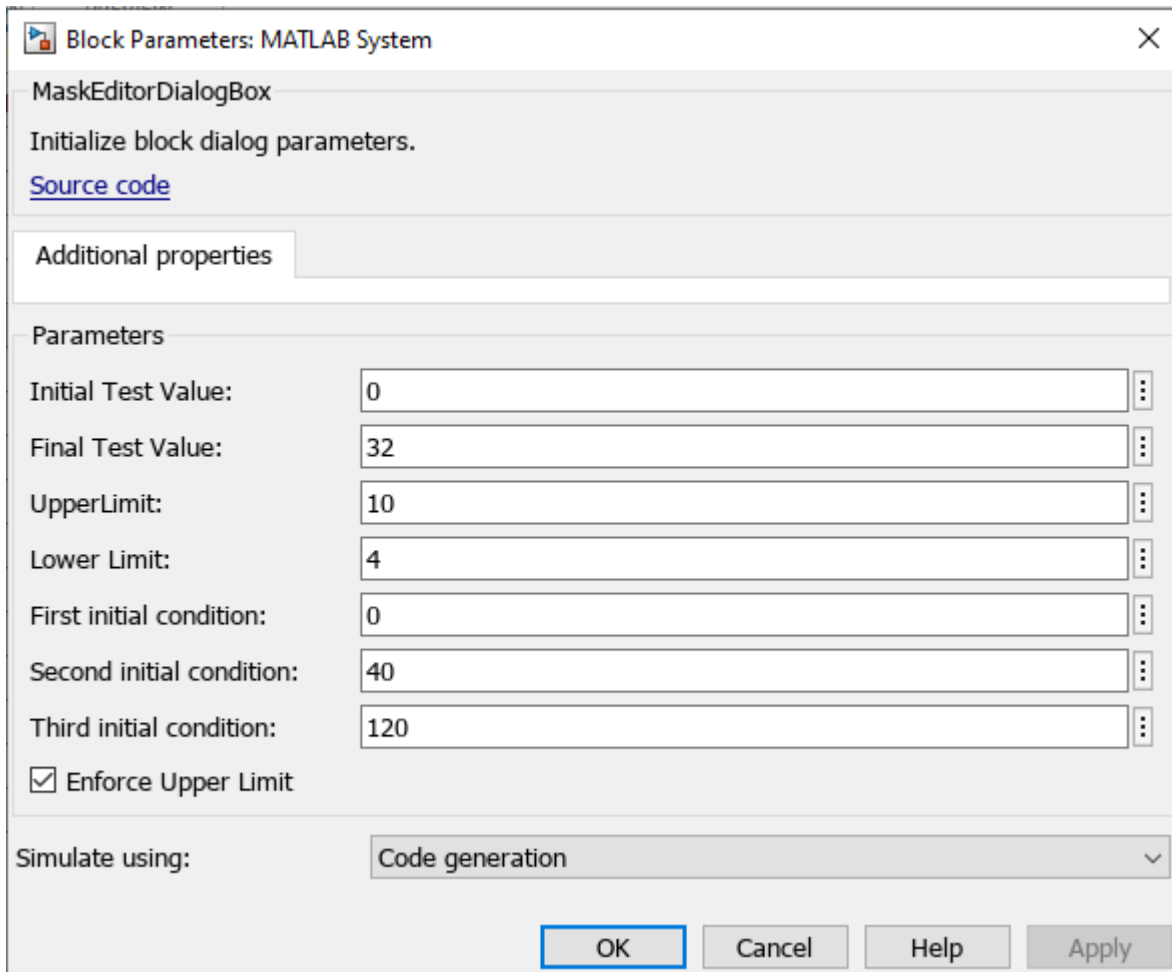 Block Parameters: MATLAB System
MaskEditorDialogBox
Initialize block dialog parameters.
Source code
Additional properties
Parameters
Initial Test Value: 0
Final Test Value: 32
UpperLimit: 10
Lower Limit: 4
First initial condition: 0
Second initial condition: 40
Third initial condition: 120
Enforce Upper Limit
Simulate using: Code generation
OK Cancel Help Apply